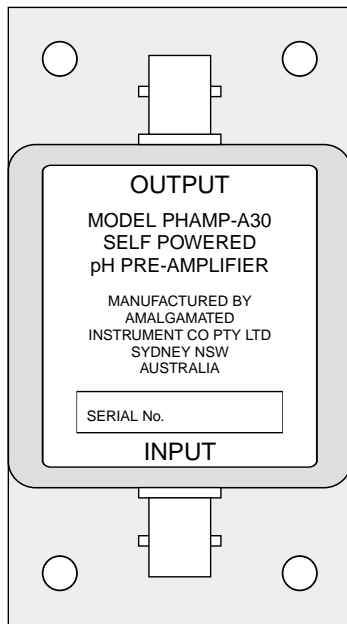 OUTPUT
MODEL PHAMP-A30
SELF POWERED
pH PRE-AMPLIFIER
MANUFACTURED BY
AMALGAMATED
INSTRUMENT CO PTY LTD
SYDNEY NSW
AUSTRALIA
SERIAL No.
INPUT